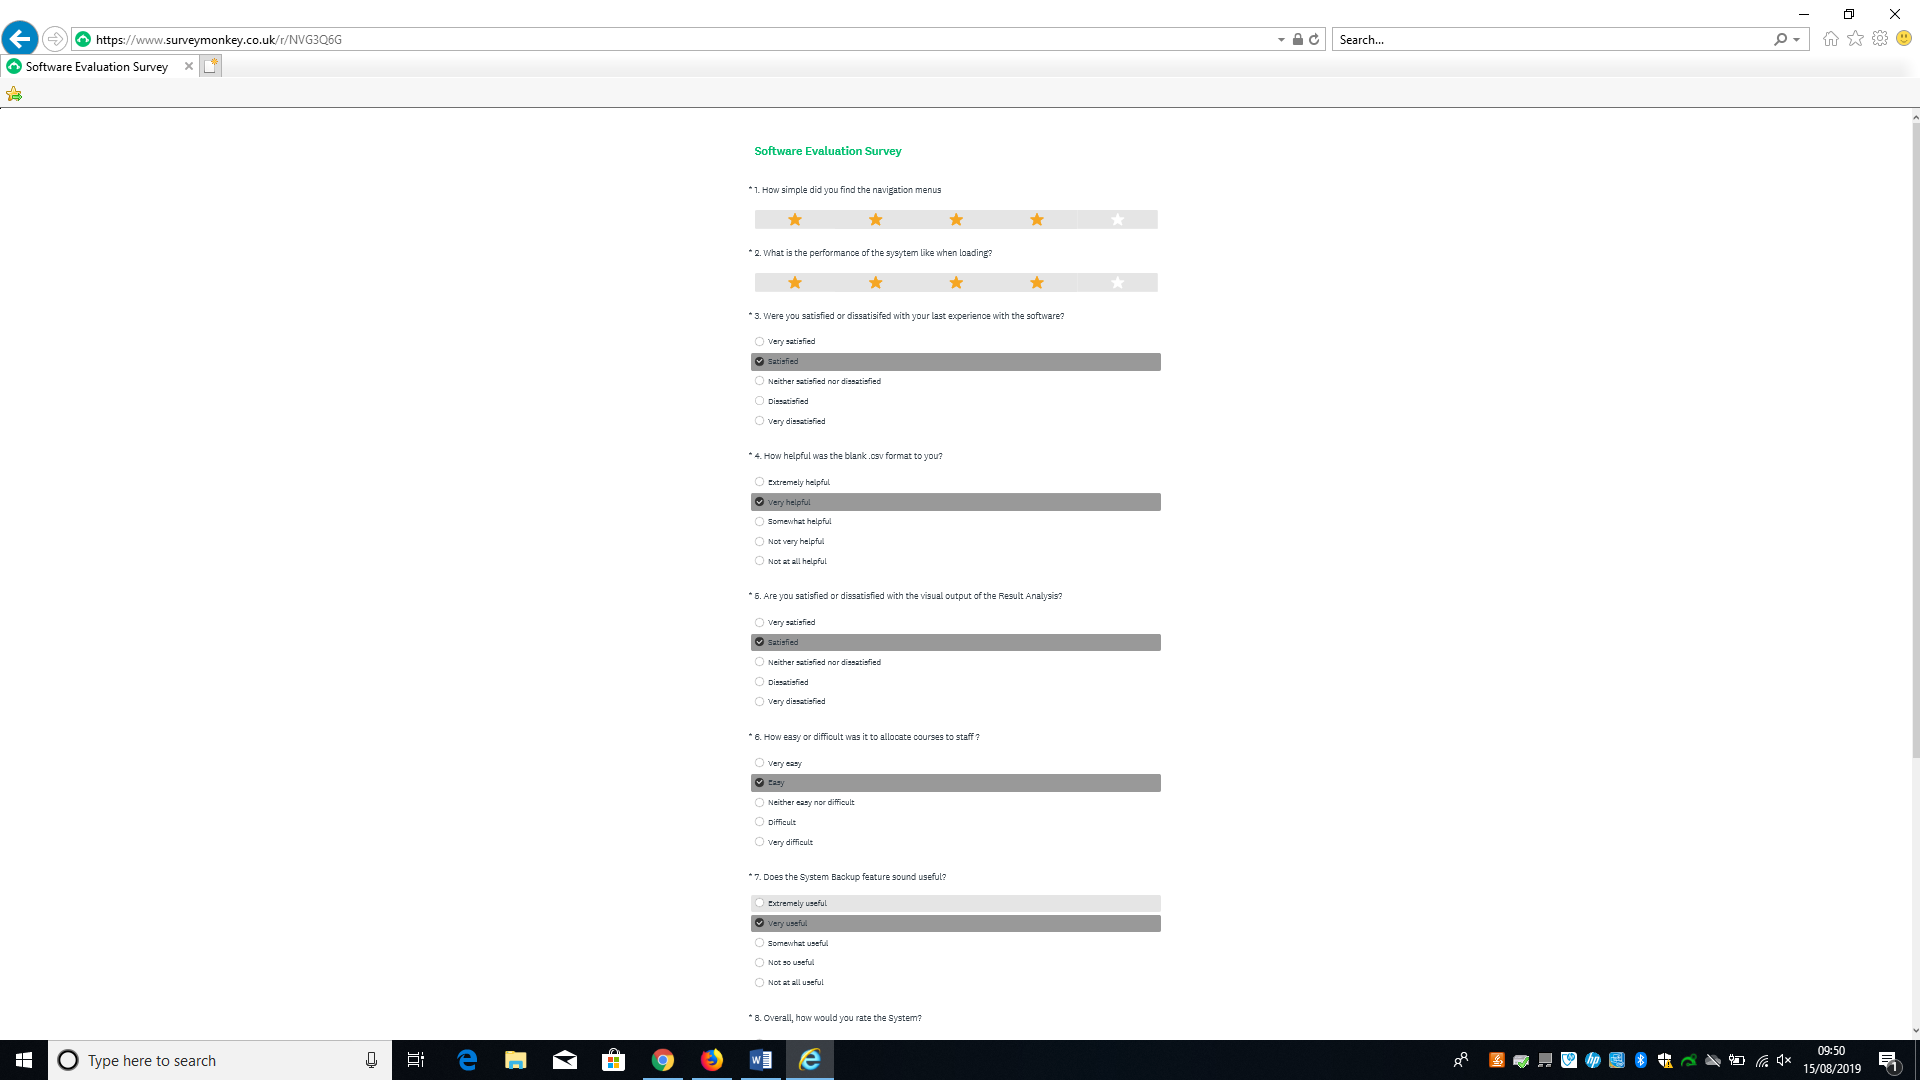 https://www.surveymonkey.co.uk/r/NVG3Q6G
Search...
Software Evaluation Survey
Software Evaluation Survey
* 1. How simple did you find the navigation menus
* 2. What is the performance of the sysytem like when loading?
* 3. Were you satisfied or dissatisifed with your last experience with the software?
Very satisfied
Satisfied
Neither satisfied nor dissatisfied
Dissatisfied
Very dissatisfied
* 4. How helpful was the blank .csv format to you?
Extremely helpful
Very helpful
Somewhat helpful
Not very helpful
Not at all helpful
* 5. Are you satisfied or dissatisfied with the visual output of the Result Analysis?
Very satisfied
Satisfied
Neither satisfied nor dissatisfied
Dissatisfied
Very dissatisfied
* 6. How easy or difficult was it to allocate courses to staff ?
Very easy
Easy
Neither easy nor difficult
Difficult
Very difficult
* 7. Does the System Backup feature sound useful?
Extremely useful
Very useful
Somewhat useful
Not so useful
Not at all useful
* 8. Overall, how would you rate the System?
Type here to search
09:50
15/08/2019
1